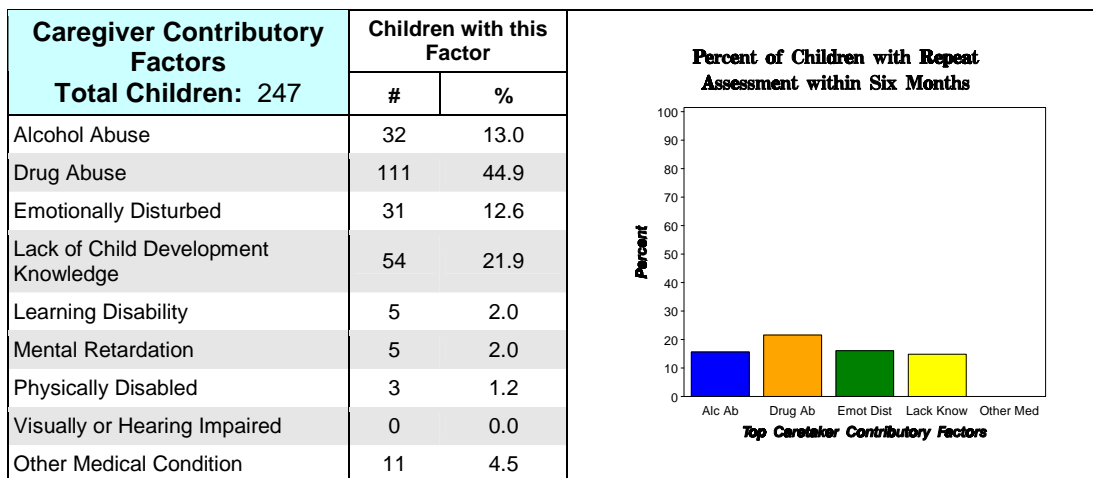 Caregiver Contributory
Factors
Total Children: 247
Children with this
Factor
# %
Alcohol Abuse 32 13.0
Drug Abuse 111 44.9
Emotionally Disturbed 31 12.6
Lack of Child Development
Knowledge 54 21.9
Learning Disability 5 2.0
Mental Retardation 5 2.0
Physically Disabled 3 1.2
Visually or Hearing Impaired 0 0.0
Other Medical Condition 11 4.5
Percent of Children with Repeat
Assessment within Six Months
Percent
100
90
80
70
60
50
40
30
20
10
0
Alc Ab Drug Ab Emot Dist Lack Know Other Med
Top Caretaker Contributory Factors